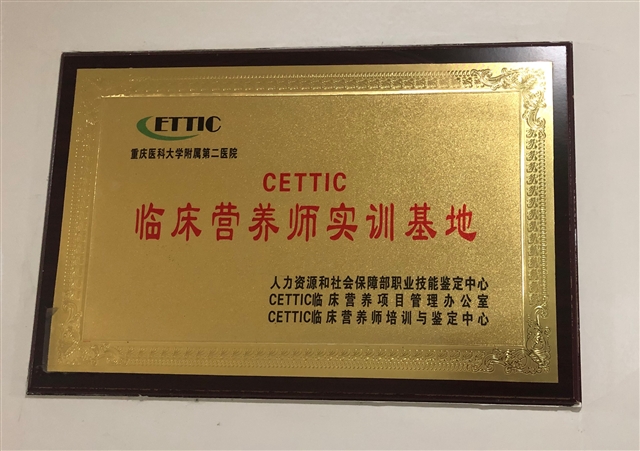 CETTIC
重庆医科大学附属第二医院
CETTIC
临床营养师实训基地
人力资源和社会保障部职业技能鉴定中心
CETTIC临床营养项目管理办公室
CETTIC临床营养师培训与鉴定中心